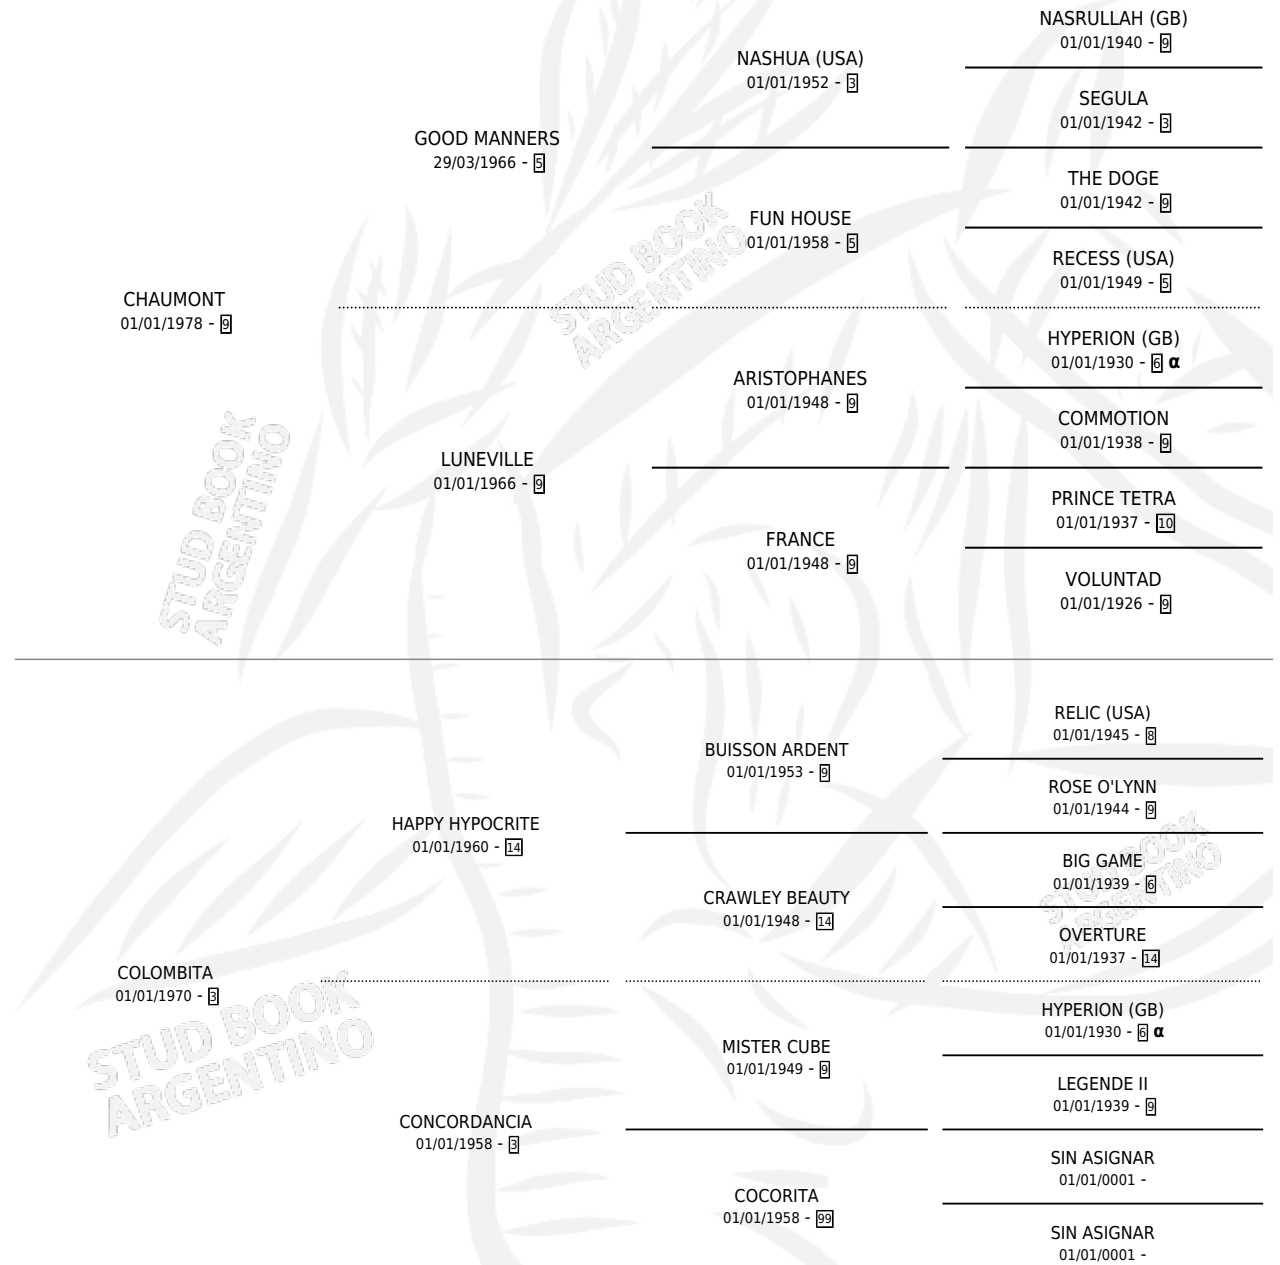 NASRULLAH (GB)
01/01/1940 - 9
NASHUA (USA)
01/01/1952 - 3
SEGULA
01/01/1942 - 3
GOOD MANNERS
29/03/1966 - 5
THE DOGE
01/01/1942 - 9
FUN HOUSE
01/01/1958 - 5
RECESS (USA)
01/01/1949 - 5
CHAUMONT
01/01/1978 - 9
HYPERION (GB)
01/01/1930 - 6 α
ARISTOPHANES
01/01/1948 - 9
COMMOTION
01/01/1938 - 9
LUNEVILLE
01/01/1966 - 9
PRINCE TETRA
01/01/1937 - 10
FRANCE
01/01/1948 - 9
VOLUNTAD
01/01/1926 - 9
RELIC (USA)
01/01/1945 - 8
BUISSON ARDENT
01/01/1953 - 9
ROSE O'LYNN
01/01/1944 - 9
HAPPY HYPOCRITE
01/01/1960 - 14
BIG GAME
01/01/1939 - 6
CRAWLEY BEAUTY
01/01/1948 - 14
OVERTURE
01/01/1937 - 14
COLOMBITA
01/01/1970 - 3
HYPERION (GB)
01/01/1930 - 6 α
MISTER CUBE
01/01/1949 - 9
LEGENDE II
01/01/1939 - 9
CONCORDANCIA
01/01/1958 - 3
SIN ASIGNAR
01/01/0001 -
COCORITA
01/01/1958 - 99
SIN ASIGNAR
01/01/0001 -
STUD BOOK
ARGENTINO
STUD BOOK
ARGENTINO
STUD BOOK
ARGENTINO
STUD BOOK
ARGENTINO